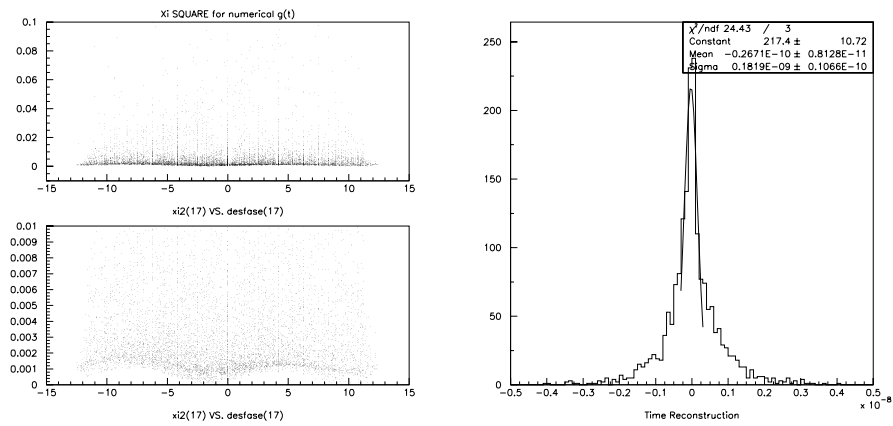 Xi SQUARE for numerical g(t)
0.1
0.08
0.06
0.04
0.02
0
−15 −10 −5 0 5 10 15
xi2(17) VS. desfase(17)
0.01
0.009
0.008
0.007
0.006
0.005
0.004
0.003
0.002
0.001
0
−15 −10 −5 0 5 10 15
xi2(17) VS. desfase(17)
χ²/ndf 24.43 / 3
Constant 217.4 ± 10.72
Mean −0.2671E−10 ± 0.8128E−11
Sigma 0.1819E−09 ± 0.1066E−10
250
200
150
100
50
0
−0.5 −0.4 −0.3 −0.2 −0.1 0 0.1 0.2 0.3 0.4 0.5
x 10⁻⁸
Time Reconstruction